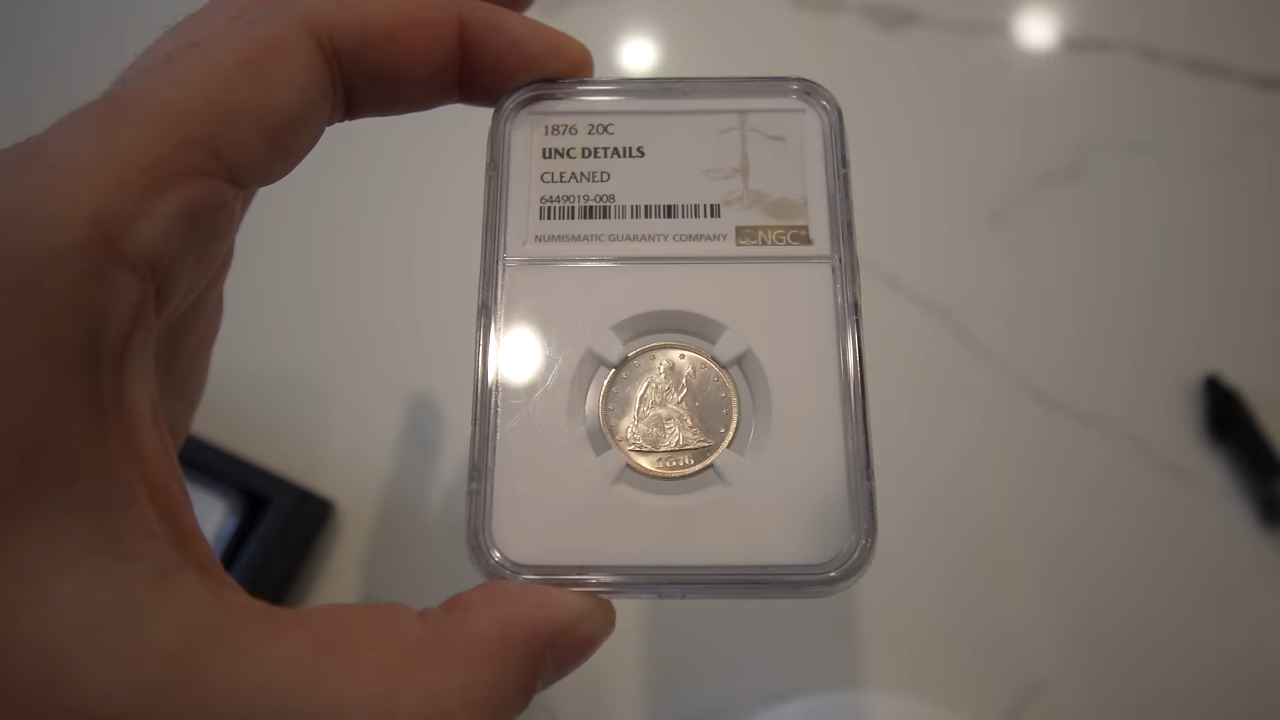 1876 20C
UNC DETAILS
CLEANED
6449019-008
NUMISMATIC GUARANTY COMPANY NGC
1876